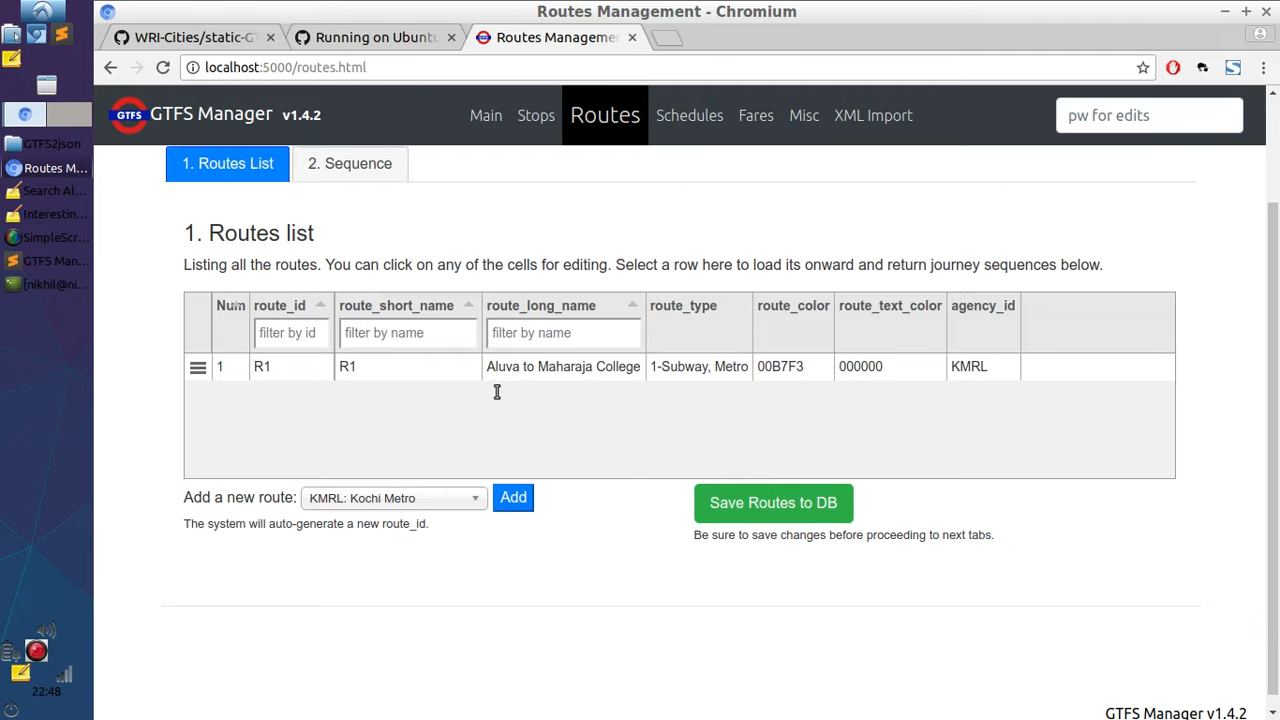 Routes Management - Chromium
WRI-Cities/static-G
Running on Ubunt
Routes Manageme
localhost:5000/routes.html
GTFS
GTFS Manager v1.4.2
Main
Stops
Routes
Schedules
Fares
Misc
XML Import
pw for edits
GTFS2json
Routes M...
Search Al...
Interestin...
SimpleScr...
GTFS Man...
[nikhil@ni...
22:48
1. Routes List
2. Sequence
1. Routes list
Listing all the routes. You can click on any of the cells for editing. Select a row here to load its onward and return journey sequences below.
Num route_id route_short_name route_long_name route_type route_color route_text_color agency_id
filter by id filter by name filter by name
1 R1 R1 Aluva to Maharaja College 1-Subway, Metro 00B7F3 000000 KMRL
Add a new route: KMRL: Kochi Metro Add
Save Routes to DB
The system will auto-generate a new route_id.
Be sure to save changes before proceeding to next tabs.
GTFS Manager v1.4.2